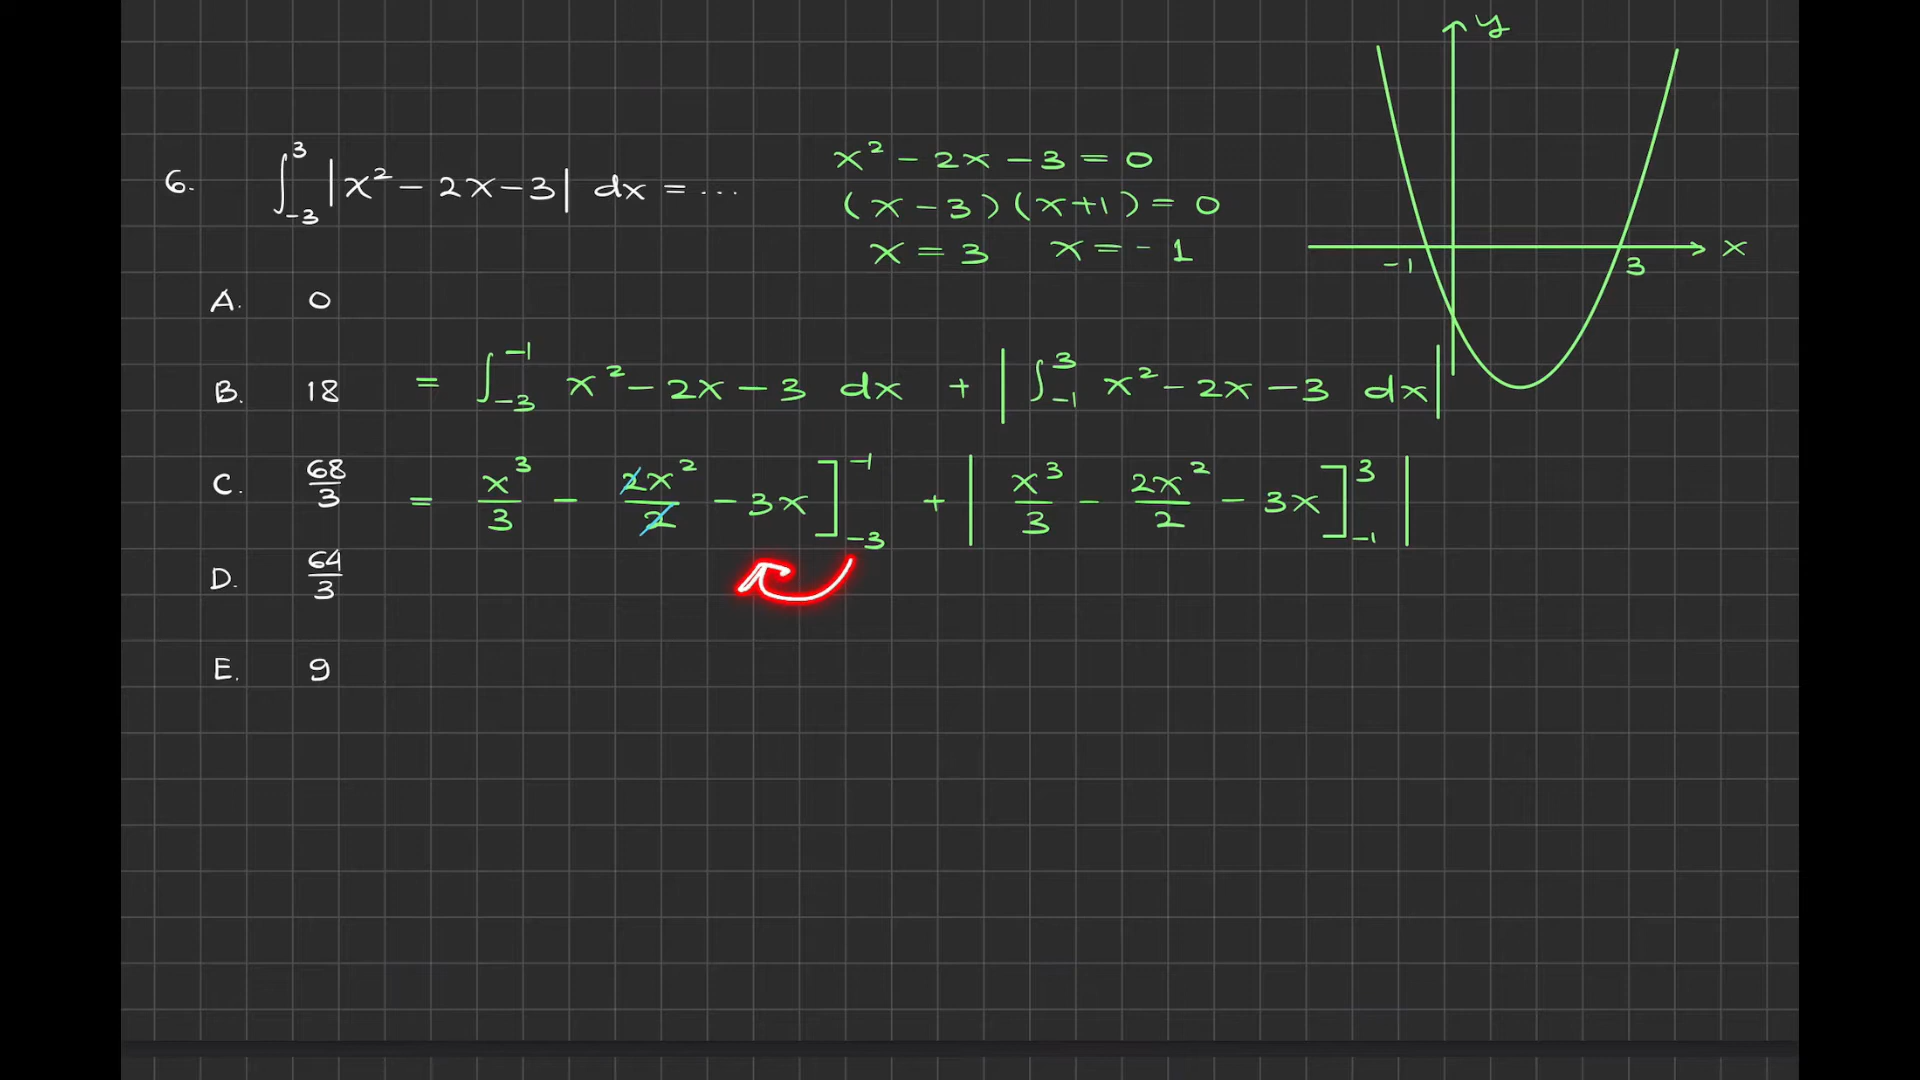 6. ∫₋₃³ |x² − 2x − 3| dx = ...
A. 0
B. 18
C. 68/3
D. 64/3
E. 9
x² − 2x − 3 = 0
(x − 3)(x + 1) = 0
x = 3 x = − 1
= ∫₋₃⁻¹ x² − 2x − 3 dx + |∫₋₁³ x² − 2x − 3 dx|
= x³/3 − 2x²/2 − 3x]₋₃⁻¹ + |x³/3 − 2x²/2 − 3x]₋₁³|
y
x
−1
3